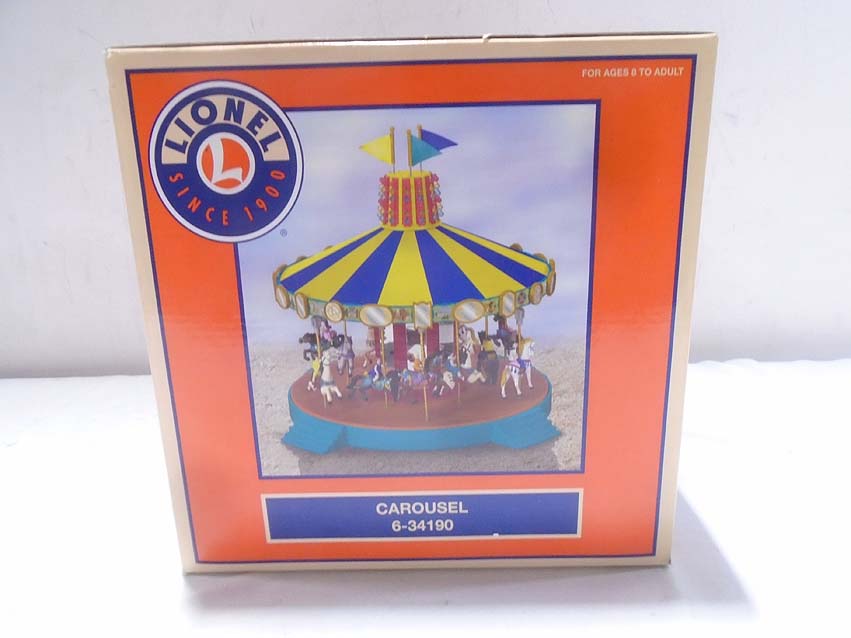 FOR AGES 8 TO ADULT
LIONEL
L
SINCE 1900
®
CAROUSEL
6-34190